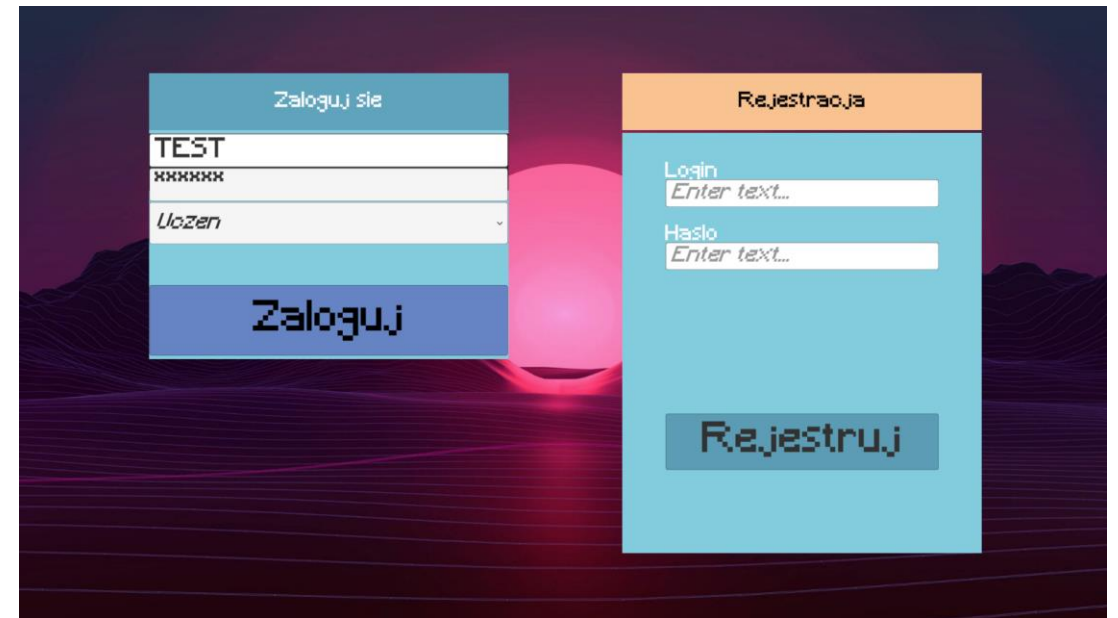 Zaloguj sie
TEST
xxxxxx
Uczen
Zaloguj
Rejestracja
Login
Enter text...
Haslo
Enter text...
Rejestruj